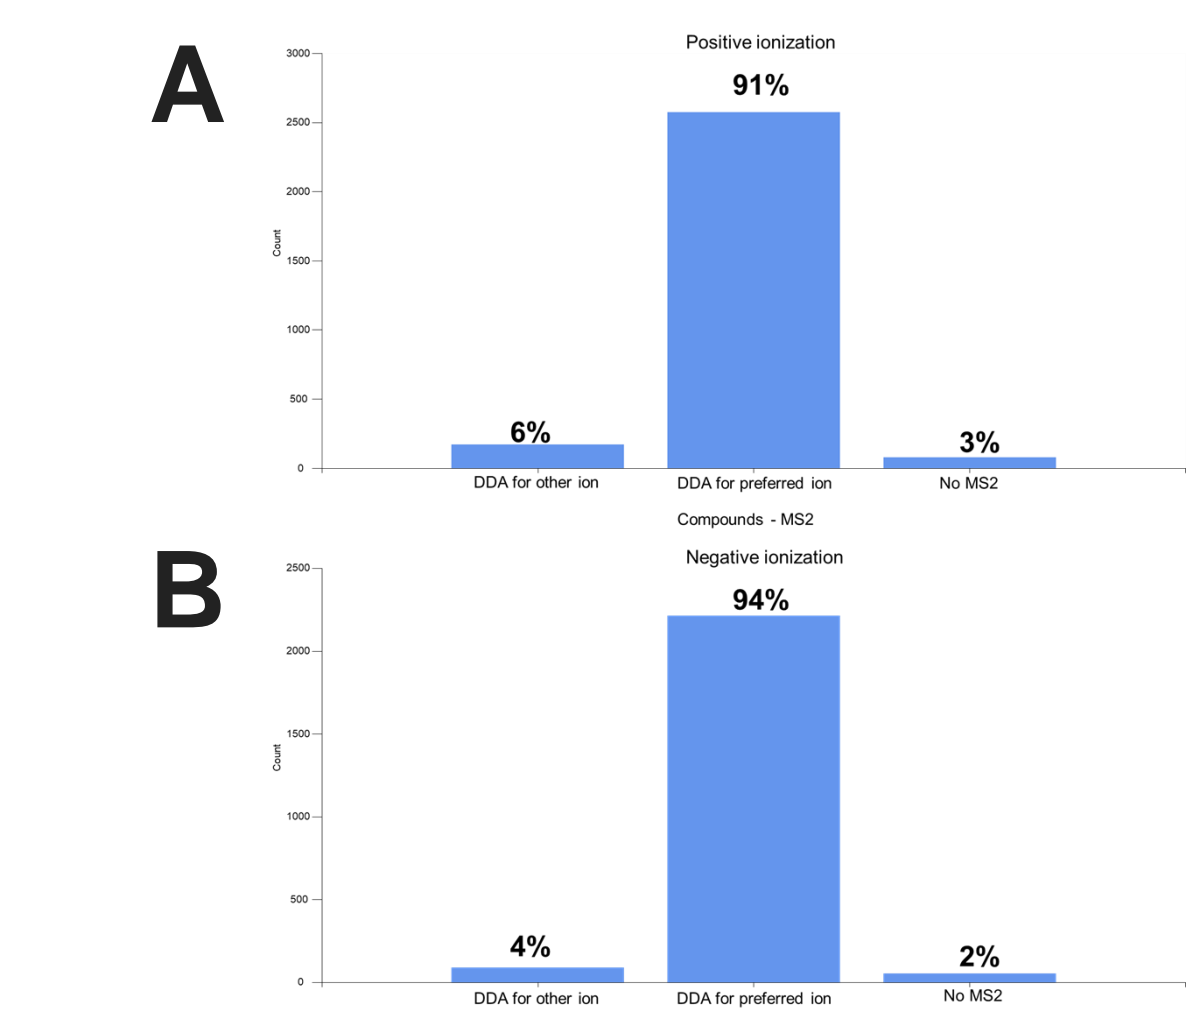 A
Positive ionization
3000
91%
2500
2000
Count
1500
1000
500
6%
3%
0
DDA for other ion
DDA for preferred ion
No MS2
Compounds - MS2
B
Negative ionization
2500
94%
2000
1500
Count
1000
500
4%
2%
0
DDA for other ion
DDA for preferred ion
No MS2